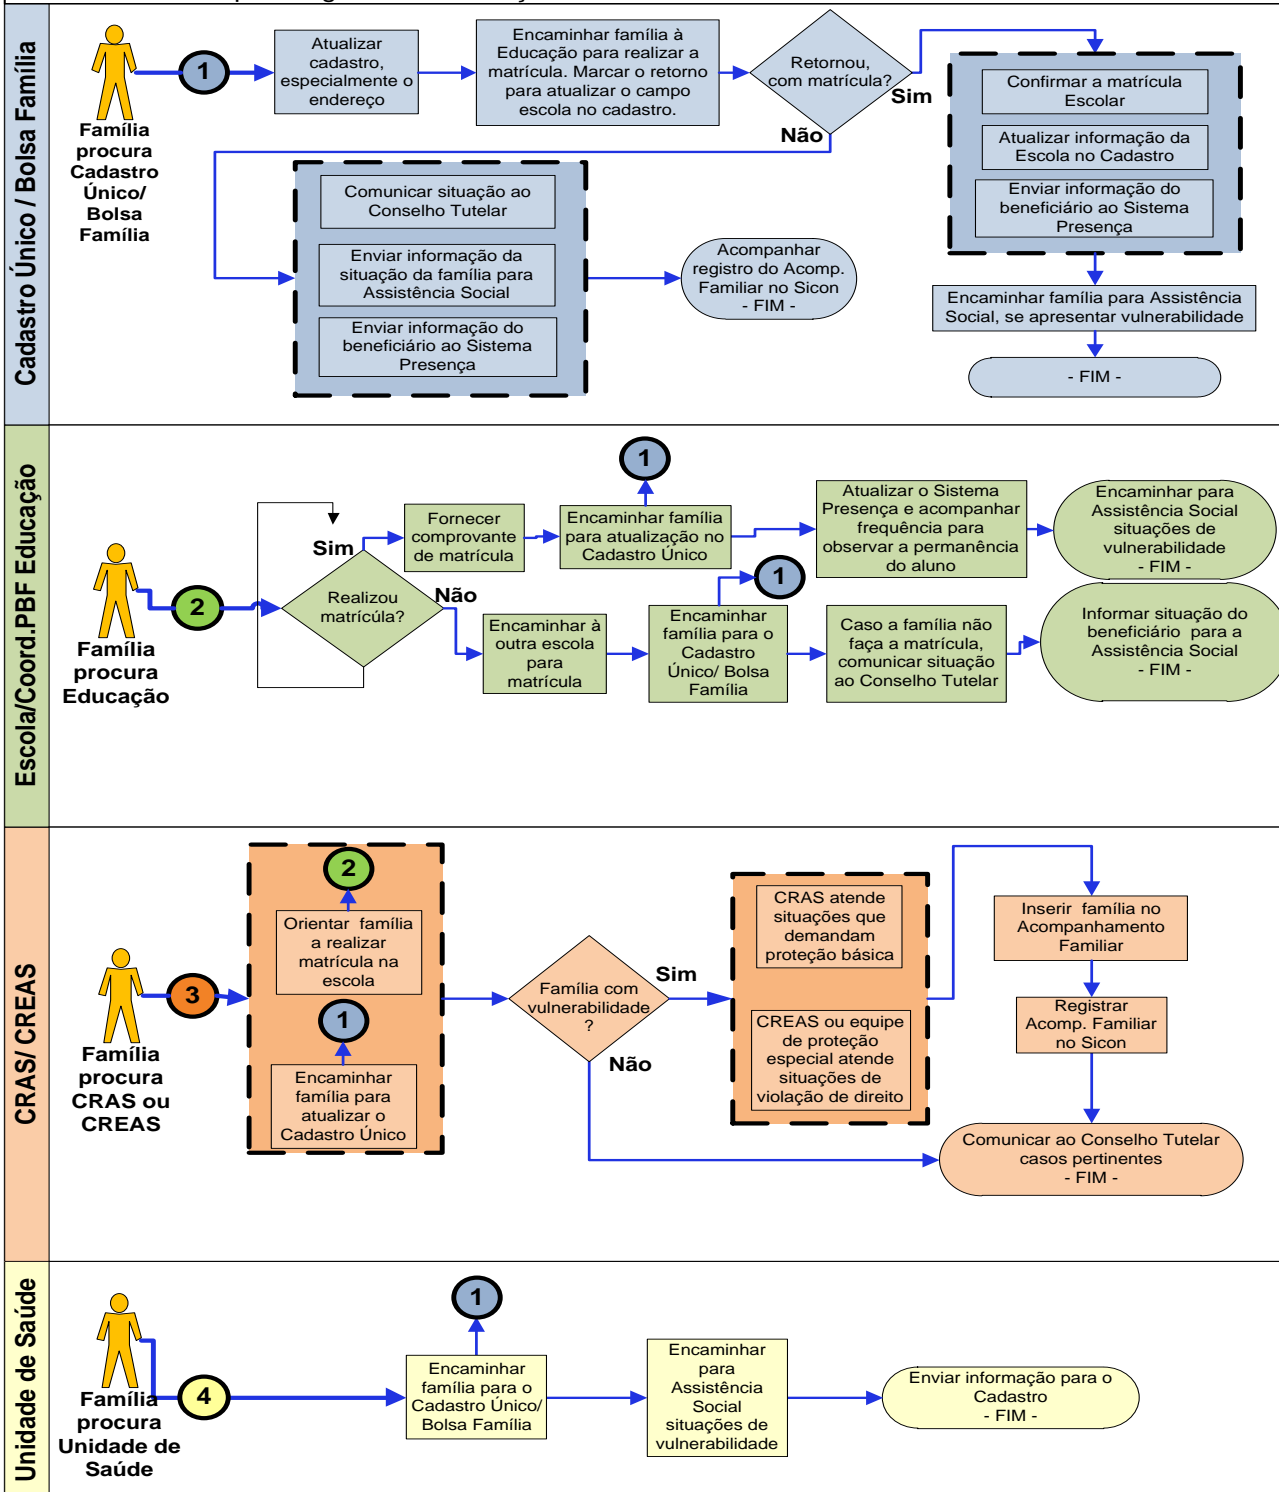 Cadastro Único / Bolsa Família
Família
procura
Cadastro
Único/
Bolsa
Família
1
Atualizar
cadastro,
especialmente o
endereço
Encaminhar família à
Educação para realizar a
matrícula. Marcar o retorno
para atualizar o campo
escola no cadastro.
Retornou,
com matrícula?
Sim
Não
Confirmar a matrícula
Escolar
Atualizar informação da
Escola no Cadastro
Enviar informação do
beneficiário ao Sistema
Presença
Encaminhar família para Assistência
Social, se apresentar vulnerabilidade
- FIM -
Comunicar situação ao
Conselho Tutelar
Enviar informação da
situação da família para
Assistência Social
Enviar informação do
beneficiário ao Sistema
Presença
Acompanhar
registro do Acomp.
Familiar no Sicon
- FIM -
Escola/Coord.PBF Educação
Família
procura
Educação
2
Realizou
matrícúla?
Sim
Não
Fornecer
comprovante
de matrícula
1
Encaminhar família
para atualização no
Cadastro Único
Atualizar o Sistema
Presença e acompanhar
frequência para
observar a permanência
do aluno
Encaminhar para
Assistência Social
situações de
vulnerabilidade
- FIM -
Encaminhar à
outra escola
para
matrícula
1
Encaminhar
família para o
Cadastro
Único/ Bolsa
Família
Caso a família não
faça a matrícula,
comunicar situação
ao Conselho Tutelar
Informar situação do
beneficiário para a
Assistência Social
- FIM -
CRAS/ CREAS
Família
procura
CRAS ou
CREAS
3
2
Orientar família
a realizar
matrícula na
escola
1
Encaminhar
família para
atualizar o
Cadastro Único
Família com
vulnerabilidade
?
Sim
Não
CRAS atende
situações que
demandam
proteção básica
CREAS ou equipe
de proteção
especial atende
situações de
violação de direito
Inserir família no
Acompanhamento
Familiar
Registrar
Acomp. Familiar
no Sicon
Comunicar ao Conselho Tutelar
casos pertinentes
- FIM -
Unidade de Saúde
Família
procura
Unidade de
Saúde
4
1
Encaminhar
família para o
Cadastro Único/
Bolsa Família
Encaminhar
para
Assistência
Social
situações de
vulnerabilidade
Enviar informação para o
Cadastro
- FIM -